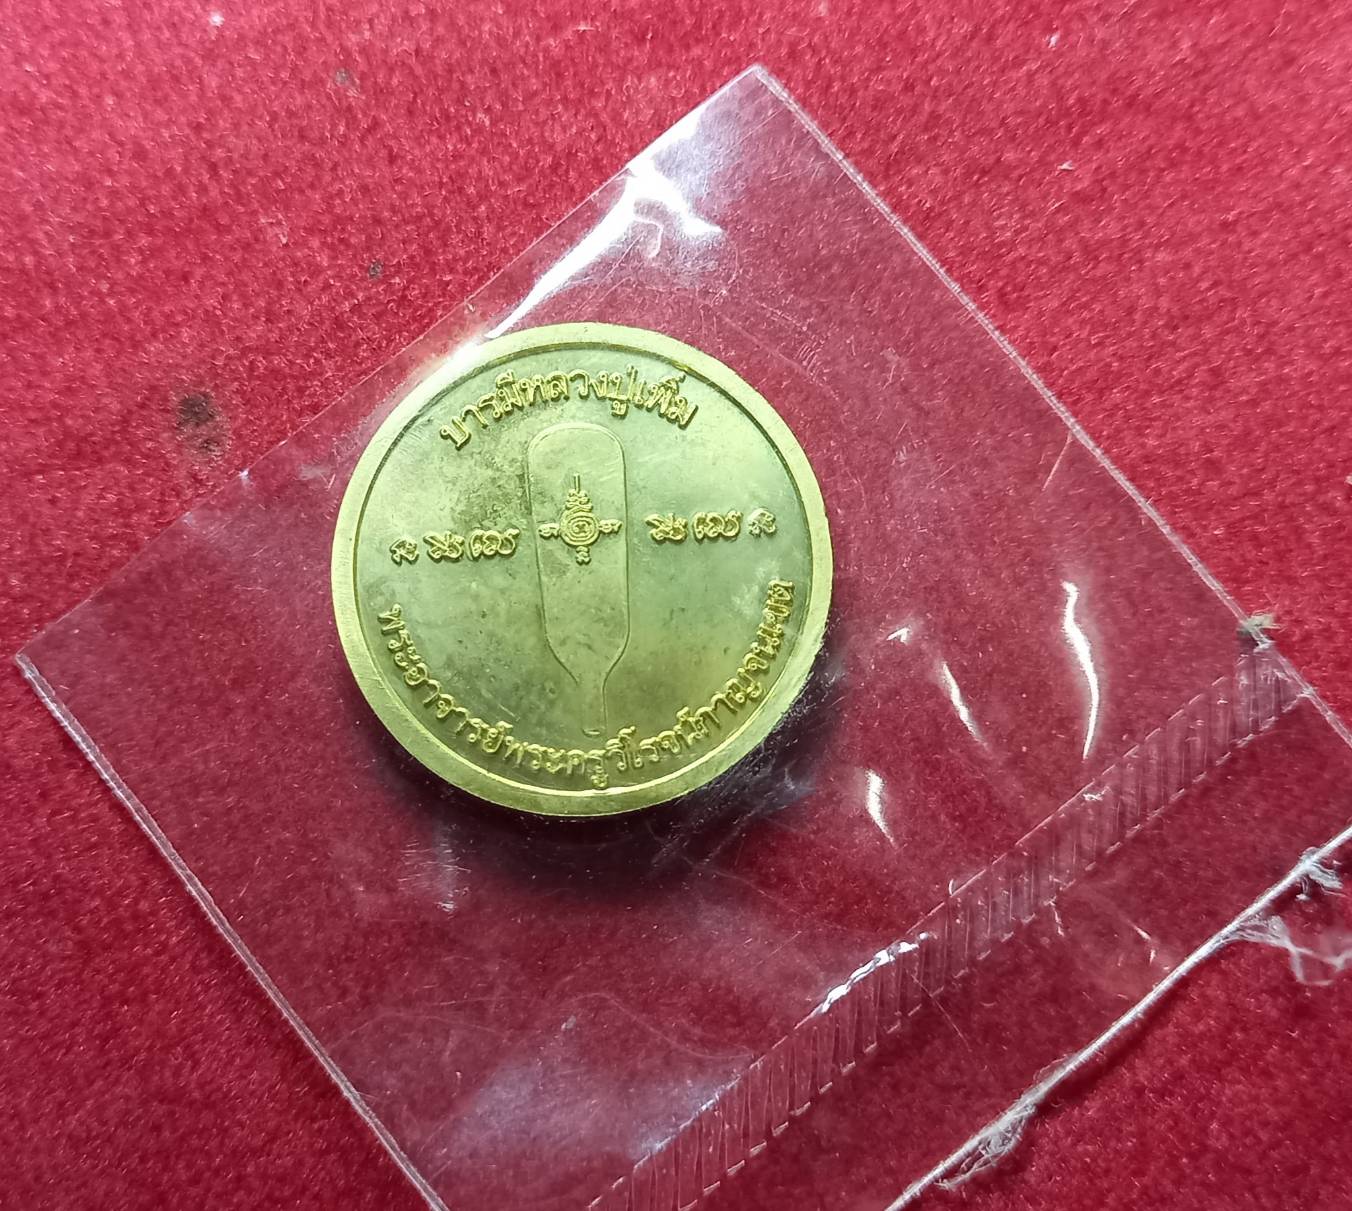 บารมีหลวงปู่เพิ่ม
พระอาจารย์พระครูวิโรจน์กาญจนเขต